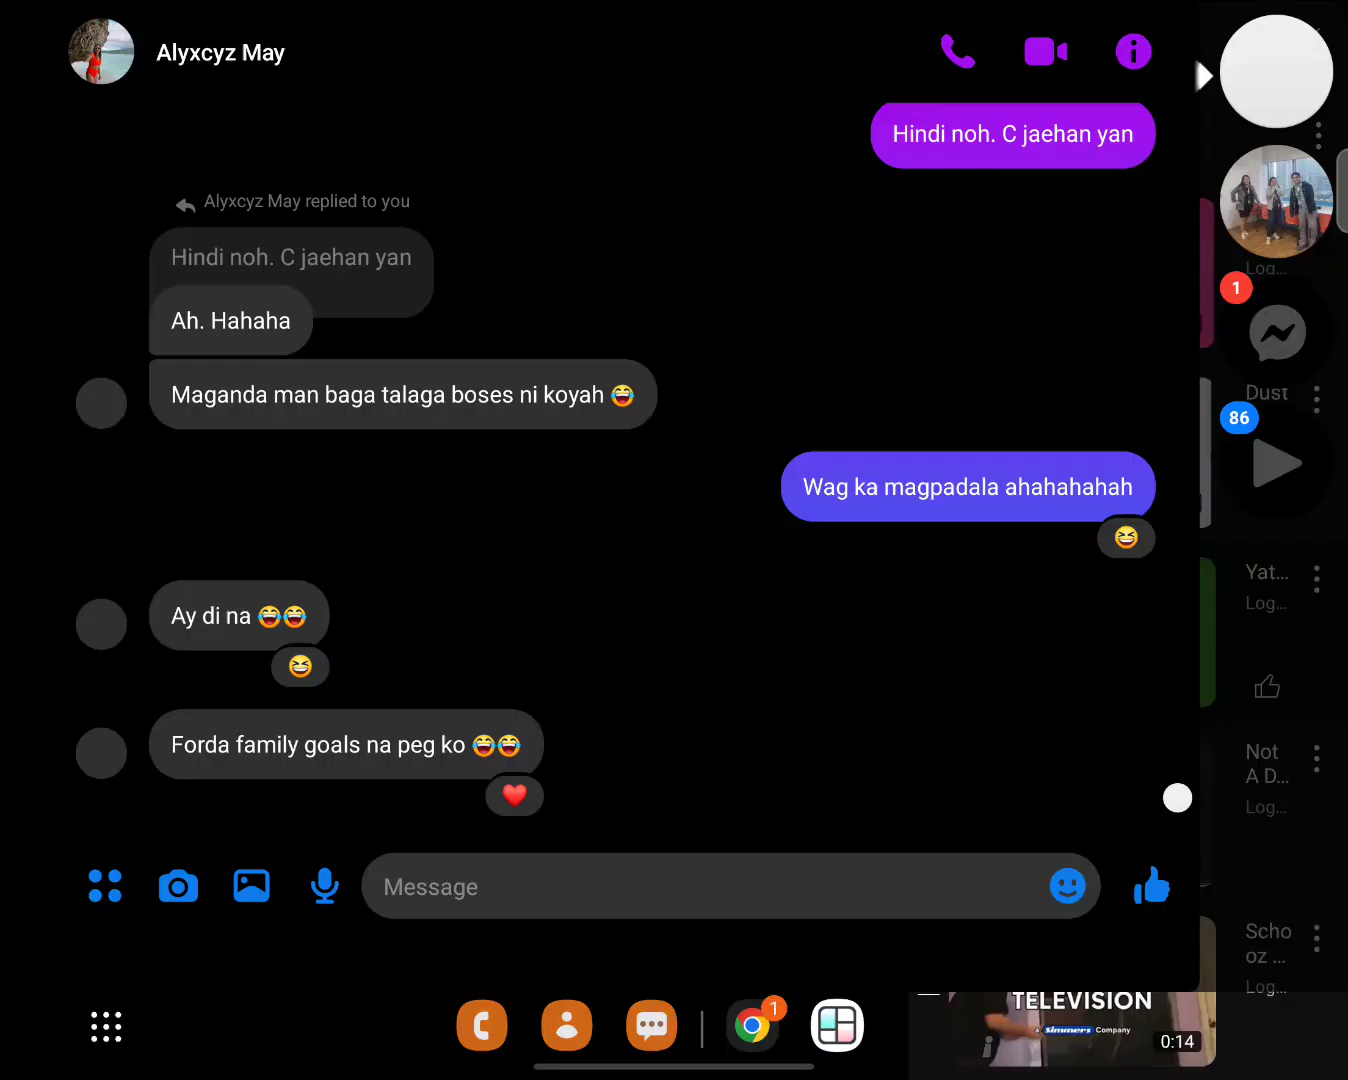 Alyxcyz May
Hindi noh. C jaehan yan
Alyxcyz May replied to you
Hindi noh. C jaehan yan
Ah. Hahaha
Maganda man baga talaga boses ni koyah 😂
Wag ka magpadala ahahahahah
Ay di na 😂😂
Forda family goals na peg ko 😂😂
Message
Log...
1
Dust
86
Yat...
Log...
Not
A D...
Log...
Scho
oz ...
Log...
TELEVISION
A Simmers Company
0:14
1